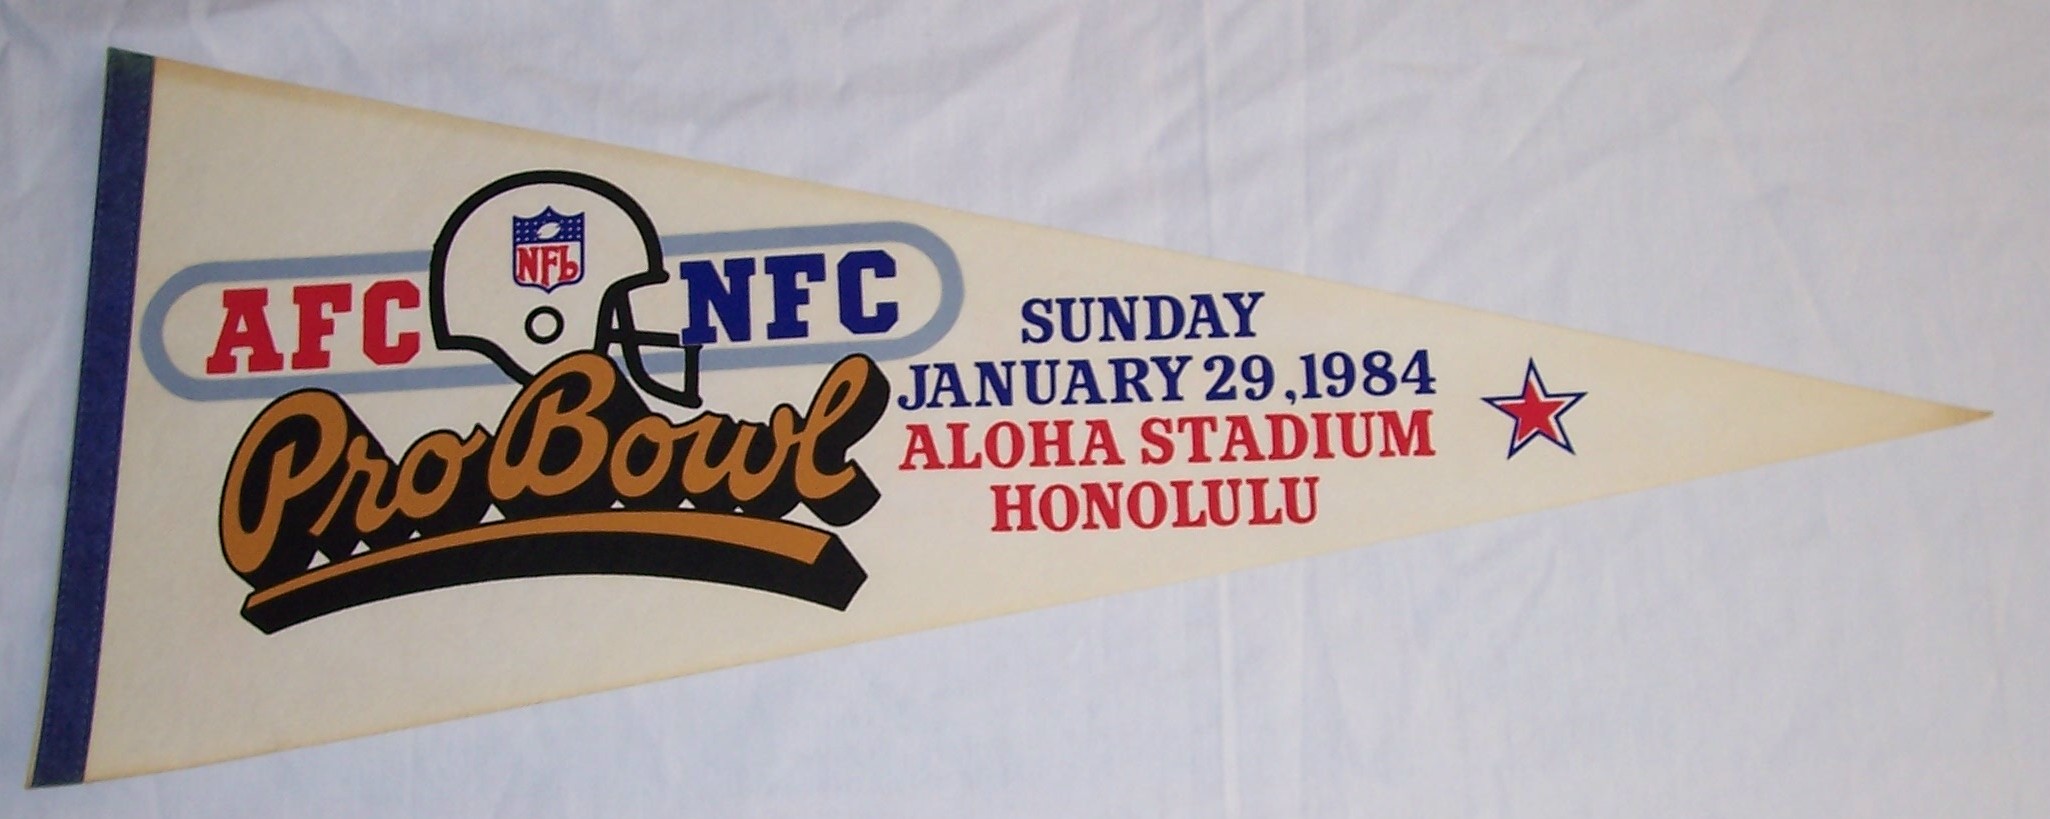 NFL
AFC NFC
Pro Bowl
SUNDAY
JANUARY 29, 1984
ALOHA STADIUM
HONOLULU